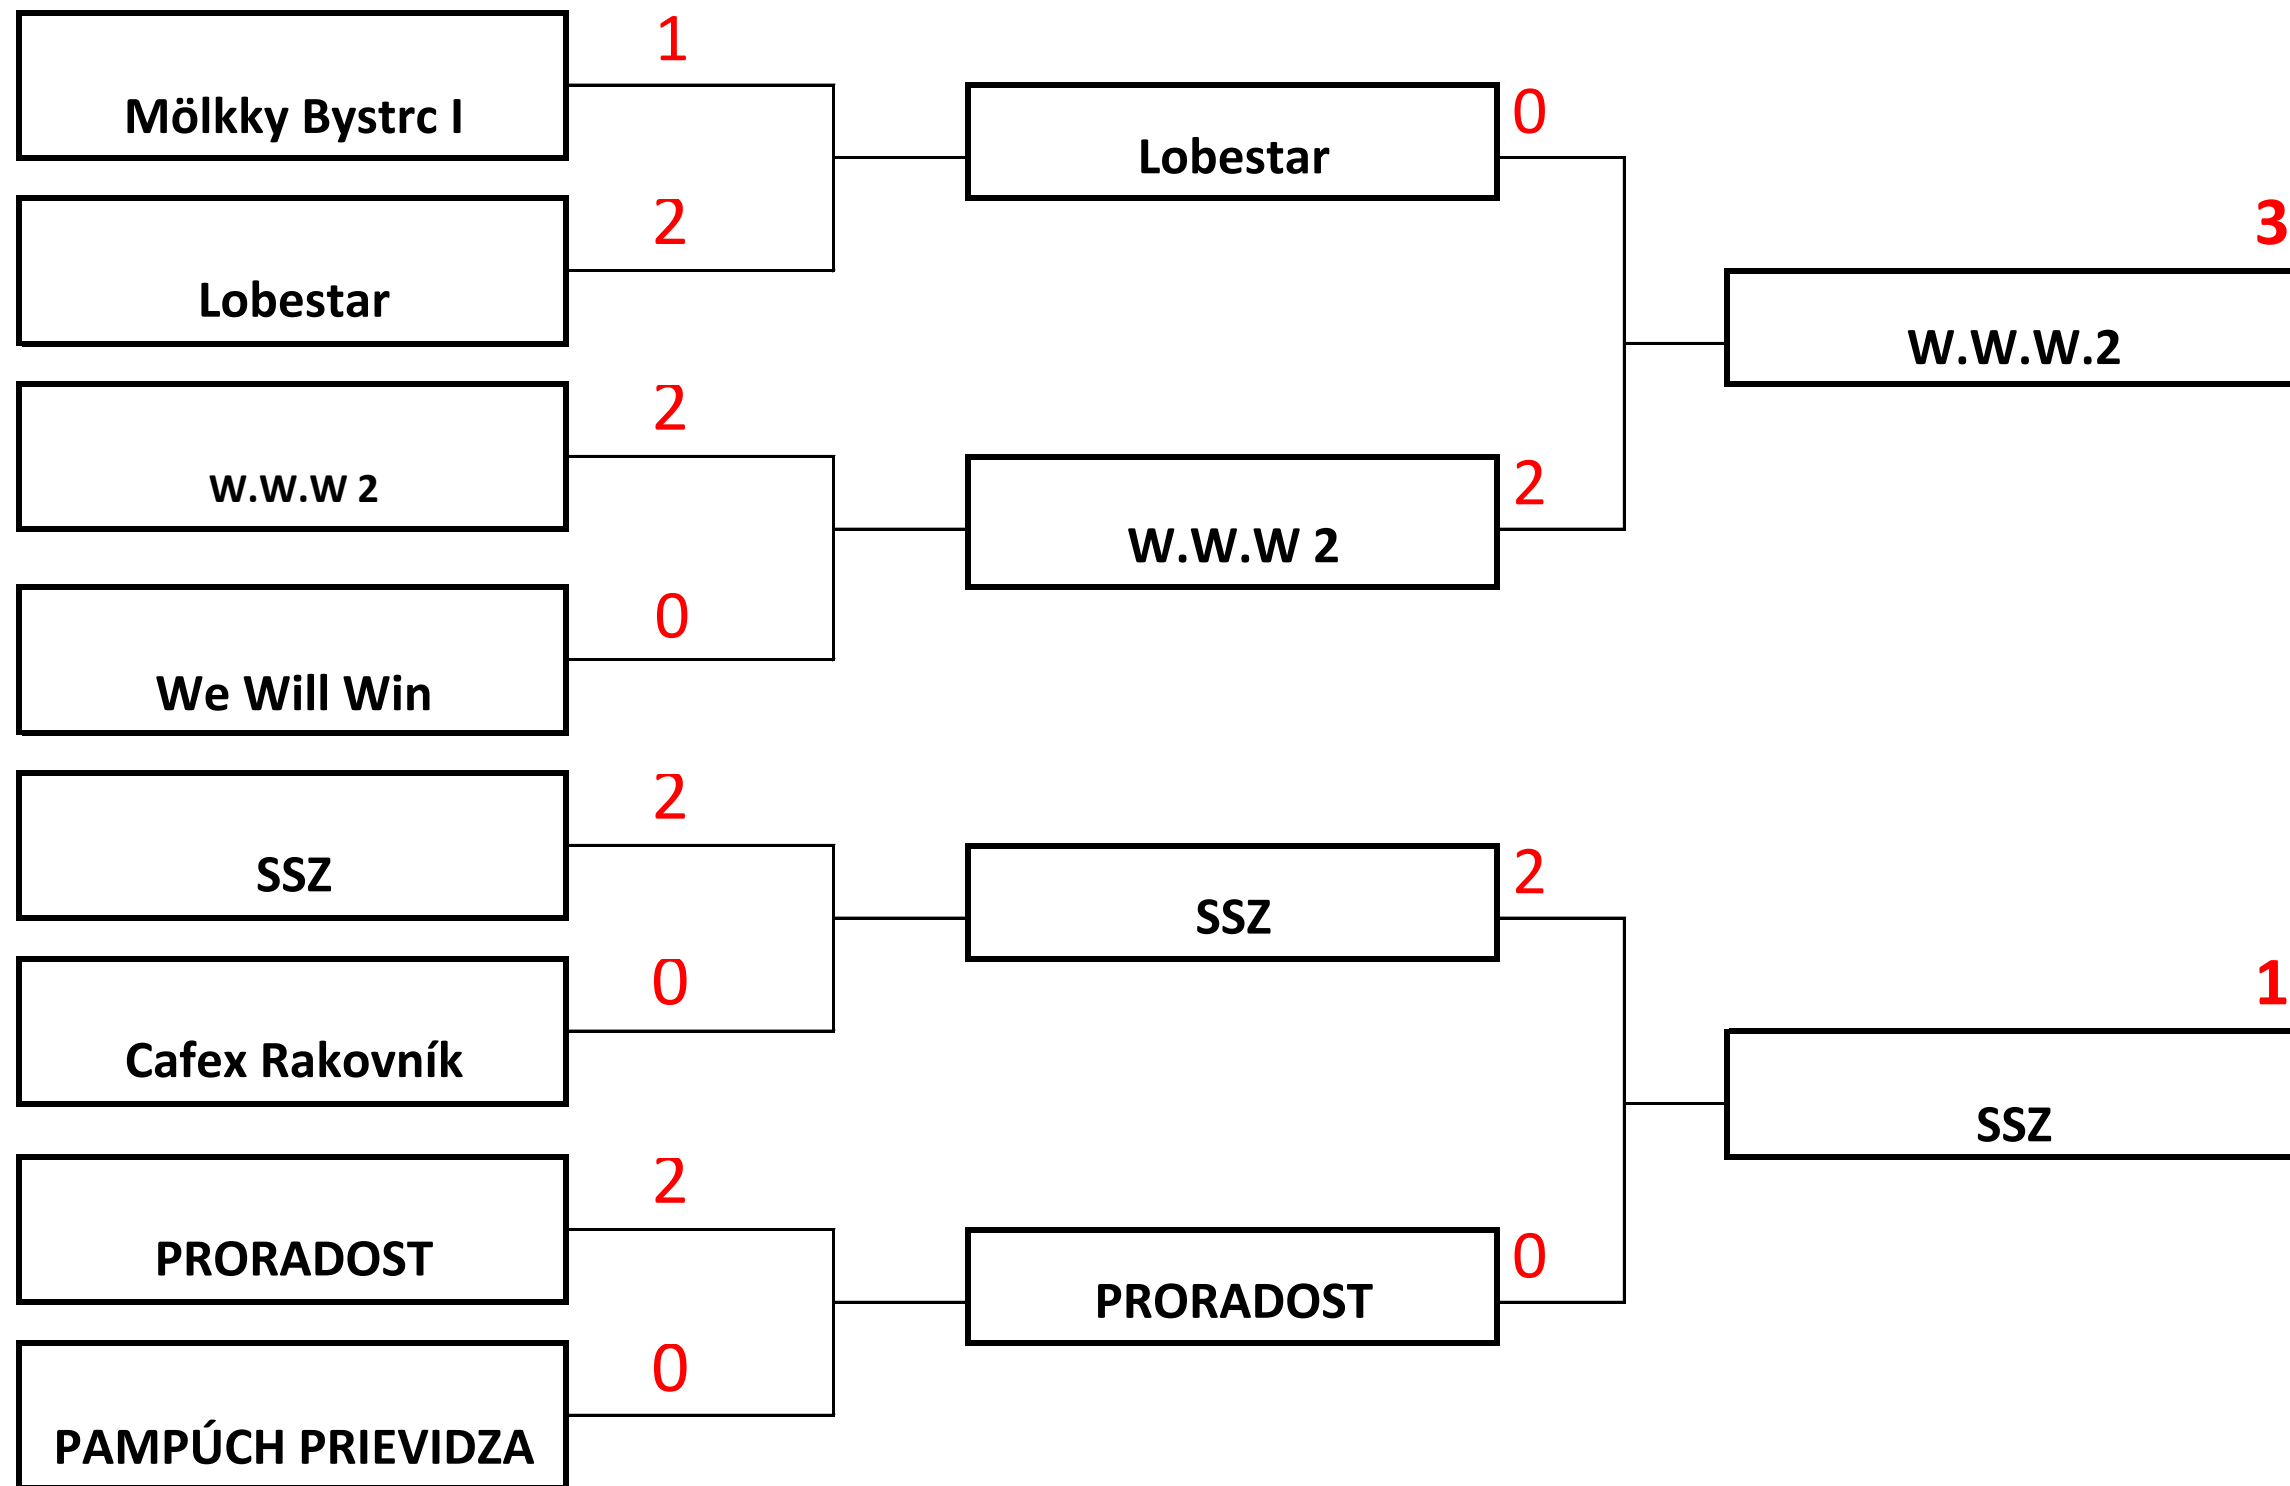 1
Mölkky Bystrc I
0
Lobestar
2
3
Lobestar
W.W.W.2
2
2
W.W.W 2
W.W.W 2
0
We Will Win
2
2
SSZ
SSZ
0
1
Cafex Rakovník
SSZ
2
0
PRORADOST
PRORADOST
0
PAMPÚCH PRIEVIDZA